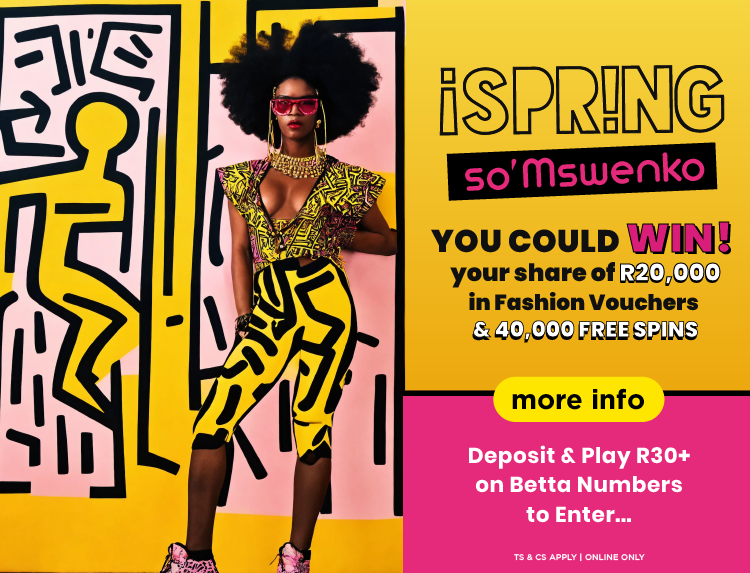 iSPR!NG
so'Mswenko
YOU COULD WIN!
your share of R20,000
in Fashion Vouchers
& 40,000 FREE SPINS
more info
Deposit & Play R30+
on Betta Numbers
to Enter...
TS & CS APPLY | ONLINE ONLY